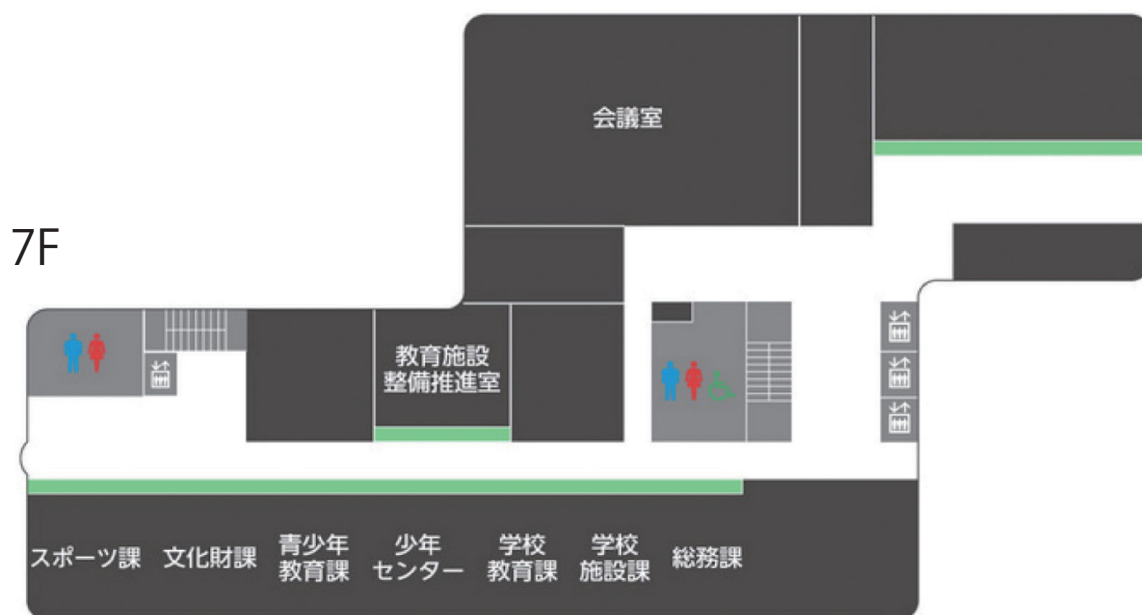 会議室
7F
教育施設
整備推進室
スポーツ課
文化財課
青少年
教育課
少年
センター
学校
教育課
学校
施設課
総務課